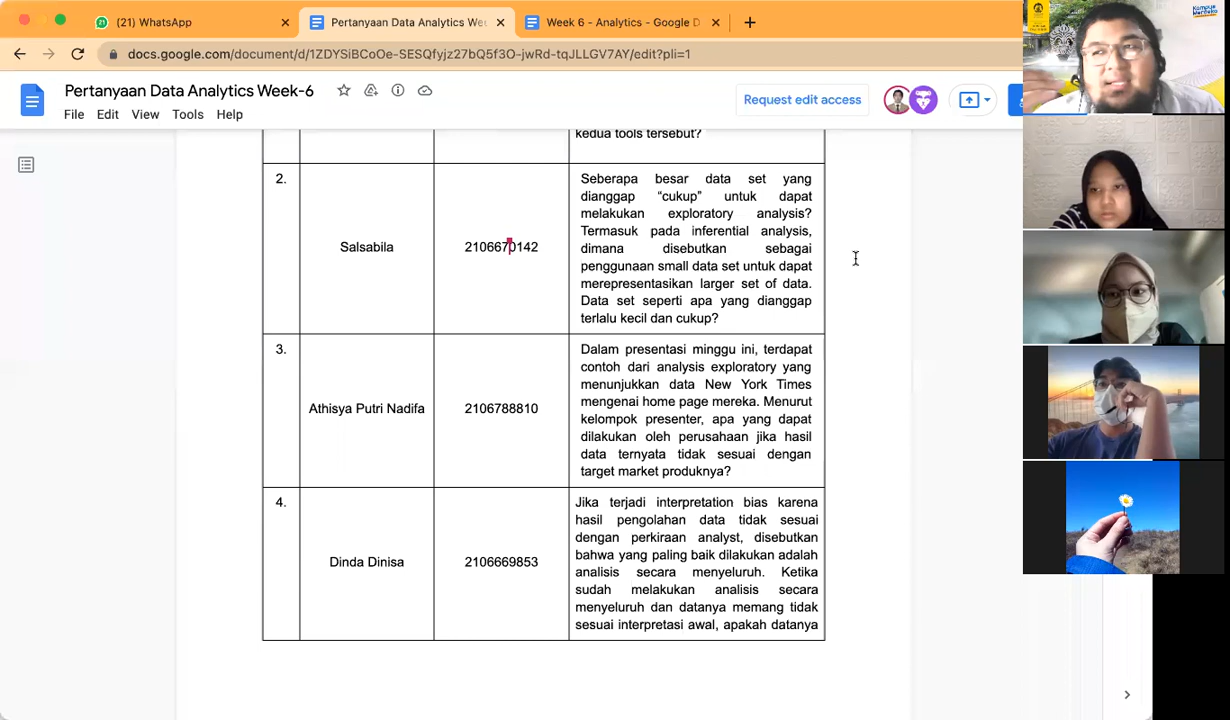 (21) WhatsApp
Pertanyaan Data Analytics Wee
Week 6 - Analytics - Google D
docs.google.com/document/d/1ZDYSiBCoOe-SESQfyjz27bQ5f3O-jwRd-tqJLLGV7AY/edit?pli=1
Pertanyaan Data Analytics Week-6
File Edit View Tools Help
Request edit access
kedua tools tersebut?
2.
Salsabila
2106670142
Seberapa besar data set yang
dianggap “cukup” untuk dapat
melakukan exploratory analysis?
Termasuk pada inferential analysis,
dimana disebutkan sebagai
penggunaan small data set untuk dapat
merepresentasikan larger set of data.
Data set seperti apa yang dianggap
terlalu kecil dan cukup?
3.
Athisya Putri Nadifa
2106788810
Dalam presentasi minggu ini, terdapat
contoh dari analysis exploratory yang
menunjukkan data New York Times
mengenai home page mereka. Menurut
kelompok presenter, apa yang dapat
dilakukan oleh perusahaan jika hasil
data ternyata tidak sesuai dengan
target market produknya?
4.
Dinda Dinisa
2106669853
Jika terjadi interpretation bias karena
hasil pengolahan data tidak sesuai
dengan perkiraan analyst, disebutkan
bahwa yang paling baik dilakukan adalah
analisis secara menyeluruh. Ketika
sudah melakukan analisis secara
menyeluruh dan datanya memang tidak
sesuai interpretasi awal, apakah datanya
Kampus
Merdeka